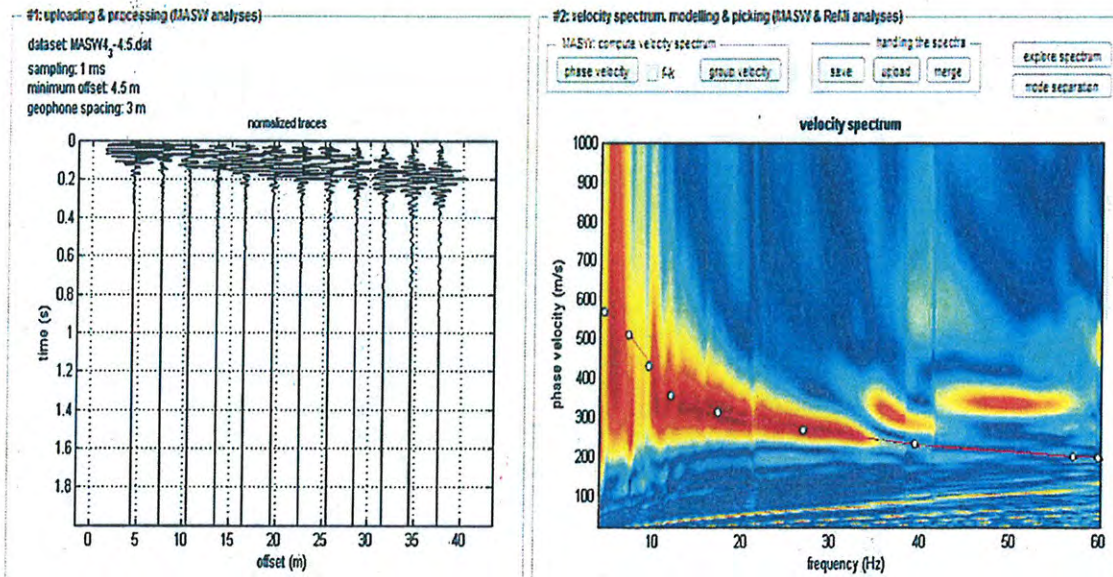 #1: uploading & processing (MASW analyses)
dataset: MASW4_3-4.5.dat
sampling: 1 ms
minimum offset: 4.5 m
geophone spacing: 3 m
normalized traces
0
0.2
0.4
0.6
0.8
1
1.2
1.4
1.6
1.8
time (s)
0 5 10 15 20 25 30 35 40
offset (m)
#2: velocity spectrum, modelling & picking (MASW & ReMi analyses)
MASW: compute velocity spectrum
phase velocity f-k group velocity
handling the spectra
save upload merge
explore spectrum
mode separation
velocity spectrum
1000
900
800
700
600
500
400
300
200
100
phase velocity (m/s)
10 20 30 40 50 60
frequency (Hz)